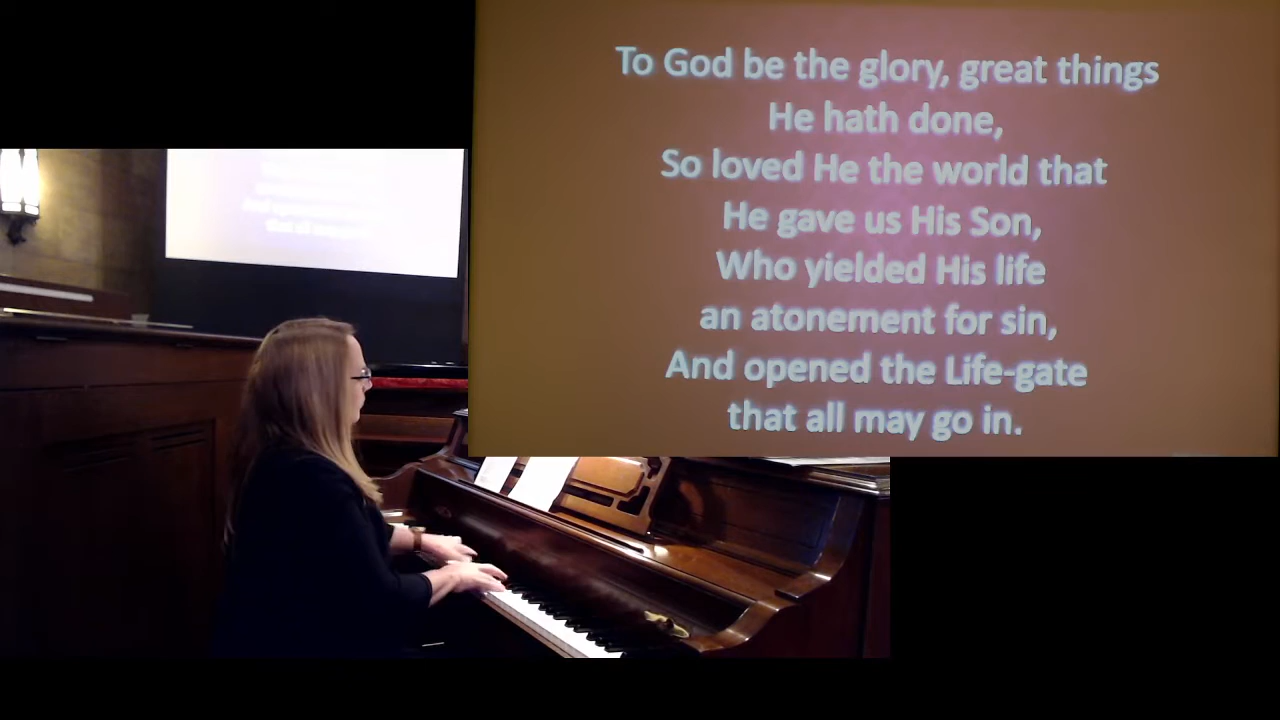 To God be the glory, great things
He hath done,
So loved He the world that
He gave us His Son,
Who yielded His life
an atonement for sin,
And opened the Life-gate
that all may go in.